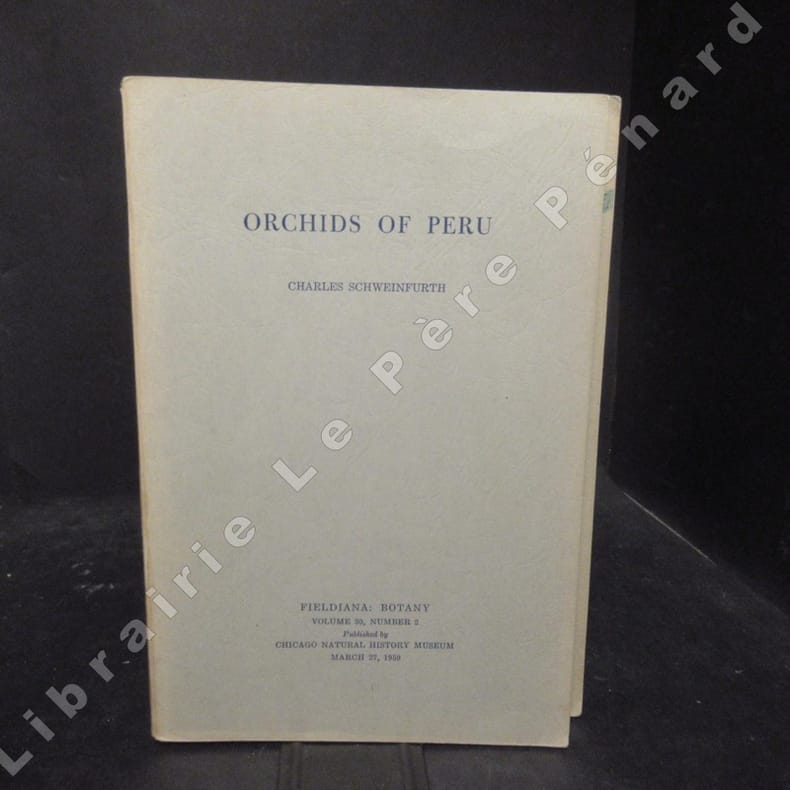 ORCHIDS OF PERU
CHARLES SCHWEINFURTH
FIELDIANA: BOTANY
VOLUME 30, NUMBER 2
Published by
CHICAGO NATURAL HISTORY MUSEUM
MARCH 27, 1959
Librairie Le Père Pénard